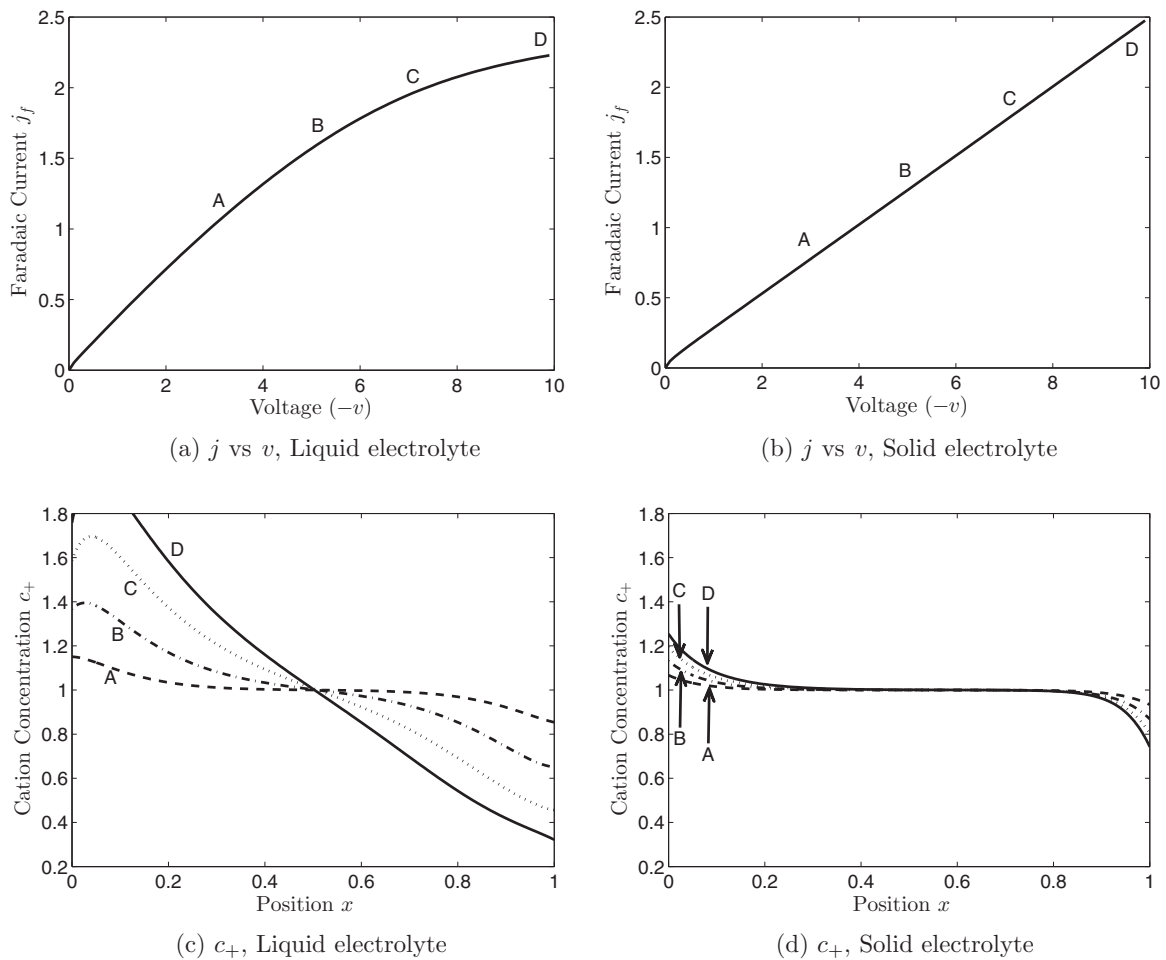 2.5
2
1.5
1
0.5
0
0 2 4 6 8 10
Faradaic Current j_f
Voltage (−v)
A
B
C
D
(a) j vs v, Liquid electrolyte
2.5
2
1.5
1
0.5
0
0 2 4 6 8 10
Faradaic Current j_f
Voltage (−v)
A
B
C
D
(b) j vs v, Solid electrolyte
1.8
1.6
1.4
1.2
1
0.8
0.6
0.4
0.2
0 0.2 0.4 0.6 0.8 1
Cation Concentration c₊
Position x
D
C
B
A
(c) c₊, Liquid electrolyte
1.8
1.6
1.4
1.2
1
0.8
0.6
0.4
0.2
0 0.2 0.4 0.6 0.8 1
Cation Concentration c₊
Position x
C
D
B
A
(d) c₊, Solid electrolyte